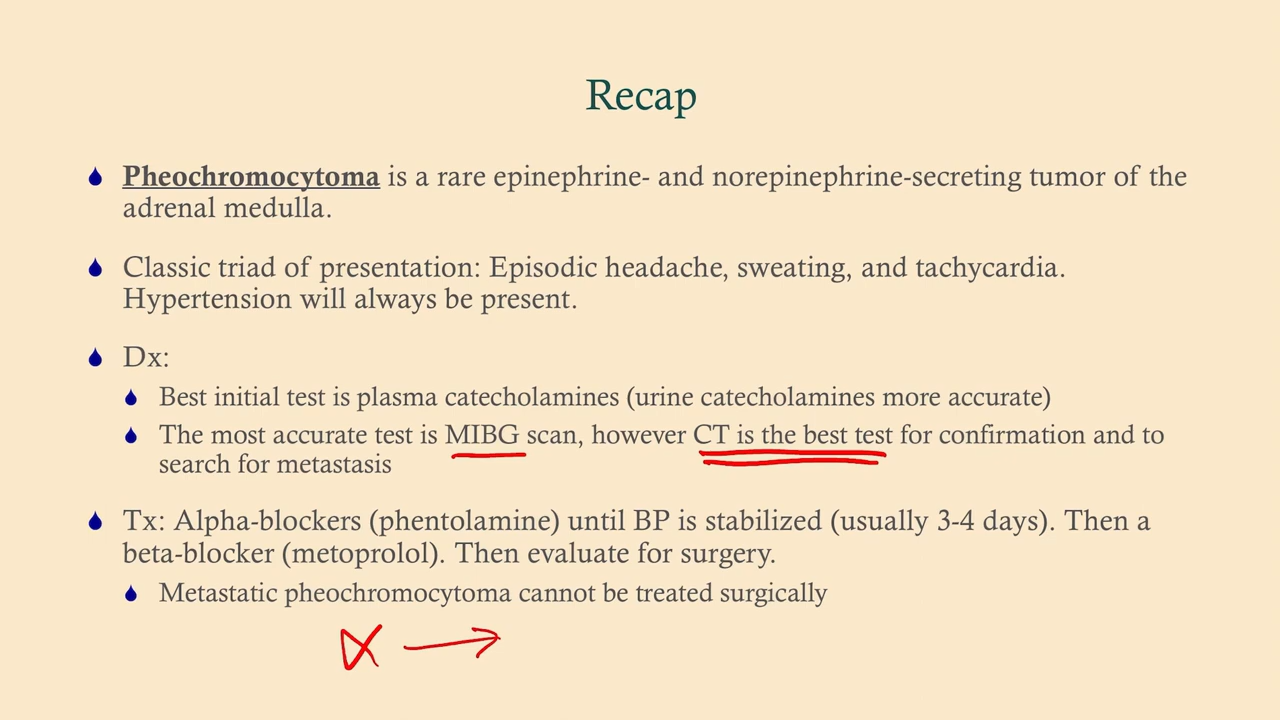 Recap
Pheochromocytoma is a rare epinephrine- and norepinephrine-secreting tumor of the
adrenal medulla.
Classic triad of presentation: Episodic headache, sweating, and tachycardia.
Hypertension will always be present.
Dx:
Best initial test is plasma catecholamines (urine catecholamines more accurate)
The most accurate test is MIBG scan, however CT is the best test for confirmation and to
search for metastasis
Tx: Alpha-blockers (phentolamine) until BP is stabilized (usually 3-4 days). Then a
beta-blocker (metoprolol). Then evaluate for surgery.
Metastatic pheochromocytoma cannot be treated surgically
α →